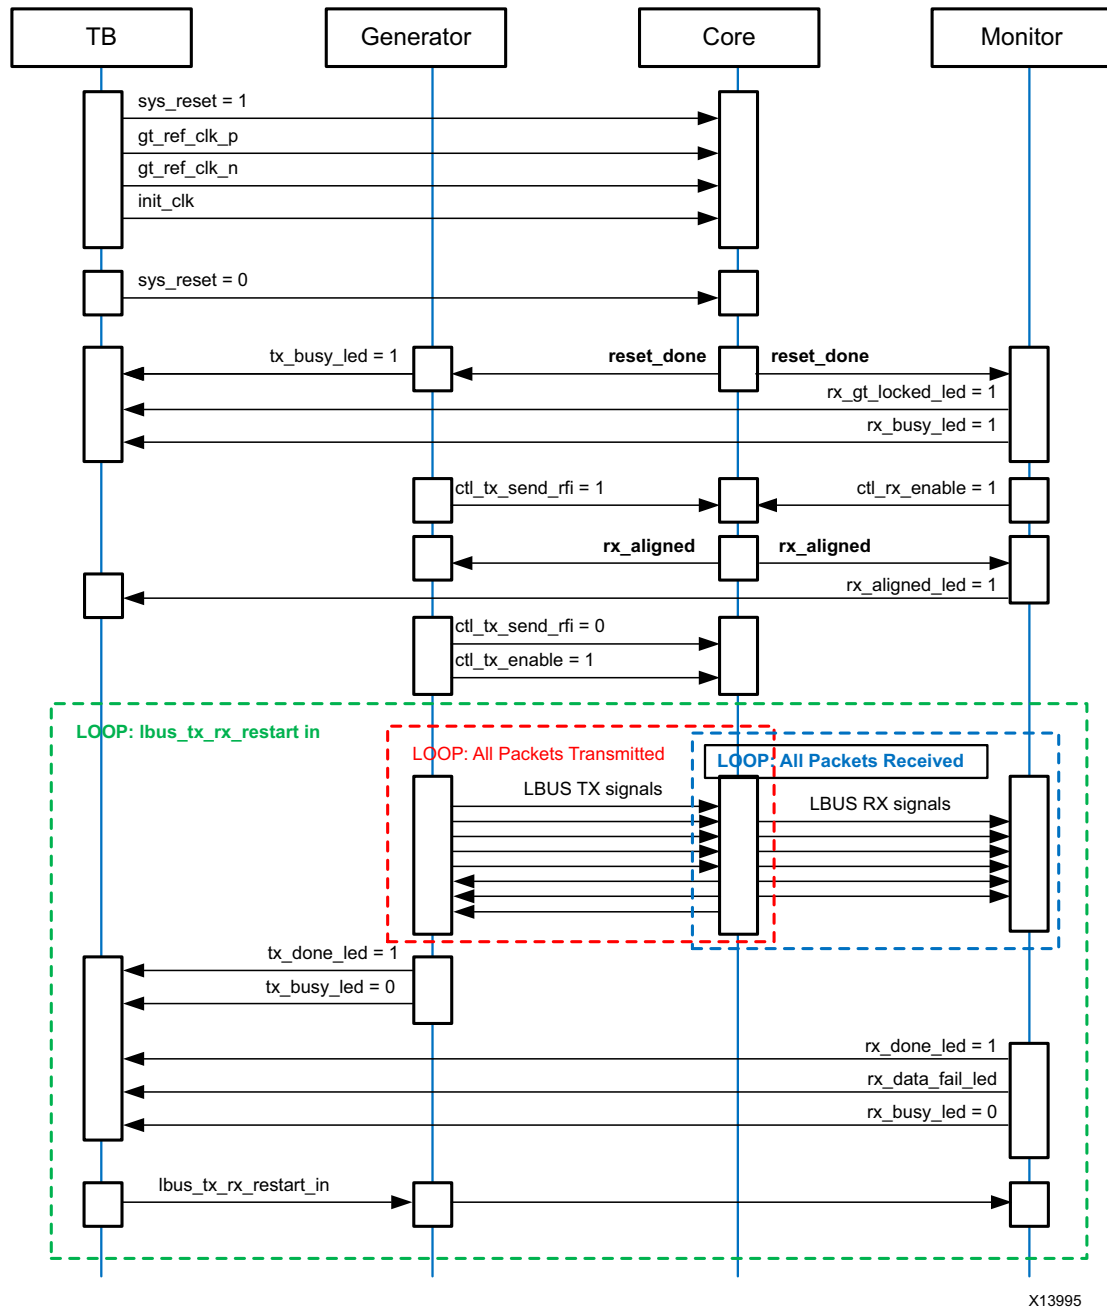 TB
Generator
Core
Monitor
sys_reset = 1
gt_ref_clk_p
gt_ref_clk_n
init_clk
sys_reset = 0
tx_busy_led = 1
reset_done
reset_done
rx_gt_locked_led = 1
rx_busy_led = 1
ctl_tx_send_rfi = 1
ctl_rx_enable = 1
rx_aligned
rx_aligned
rx_aligned_led = 1
ctl_tx_send_rfi = 0
ctl_tx_enable = 1
LOOP: lbus_tx_rx_restart in
LOOP: All Packets Transmitted
LOOP: All Packets Received
LBUS TX signals
LBUS RX signals
tx_done_led = 1
tx_busy_led = 0
rx_done_led = 1
rx_data_fail_led
rx_busy_led = 0
lbus_tx_rx_restart_in
X13995